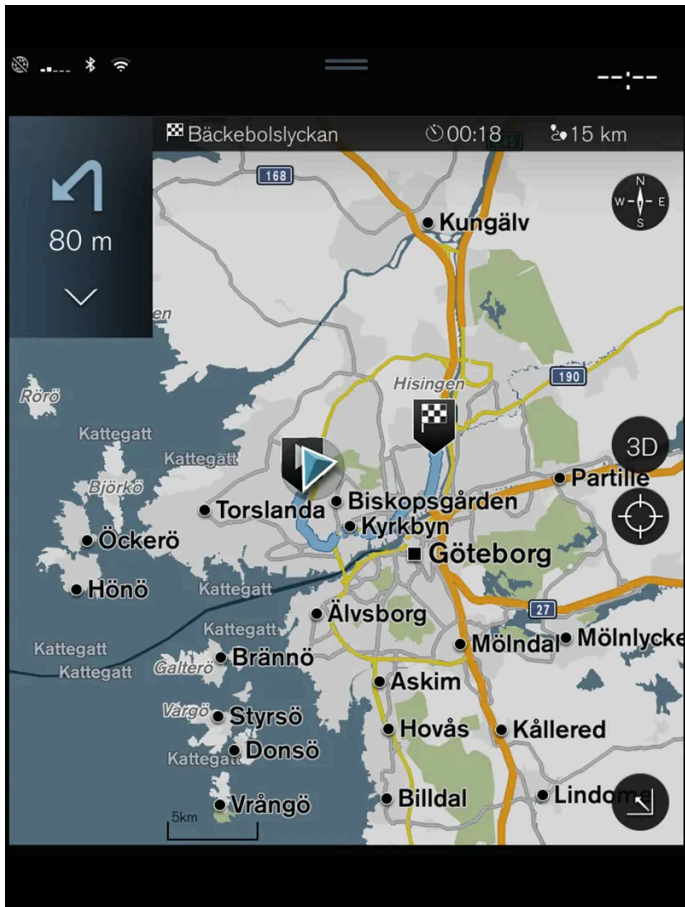 --:--
Bäckebolslyckan 00:18 15 km
80 m
168
Kungälv
N
W E
S
en
190
Hisingen
Rörö
Kattegatt
Kattegatt
3D
Partille
Björkö
Biskopsgården
Torslanda
Kyrkbyn
Öckerö
Göteborg
Hönö
Kattegatt
27
Älvsborg
Kattegatt
Mölndal
Mölnlycke
Kattegatt
Brännö
Galterö
Kattegatt
Askim
Vargö
Styrsö
Hovås
Kållered
Donsö
Kattegatt
Vrångö
Billdal
5km